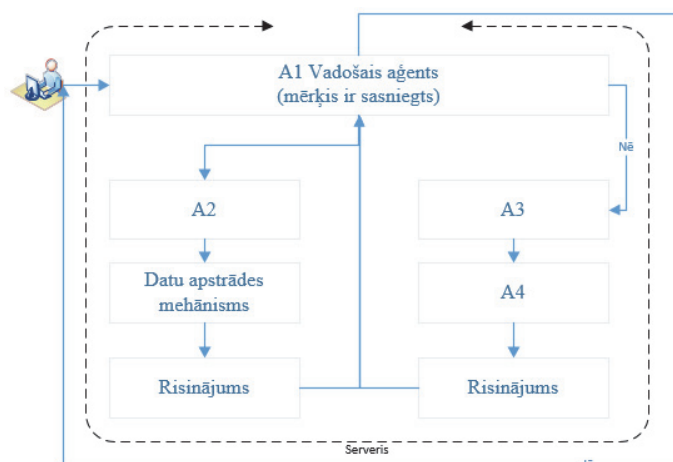 A1 Vadošais aģents
(mērķis ir sasniegts)
Nē
A2
A3
Datu apstrādes
mehānisms
A4
Risinājums
Risinājums
Serveris